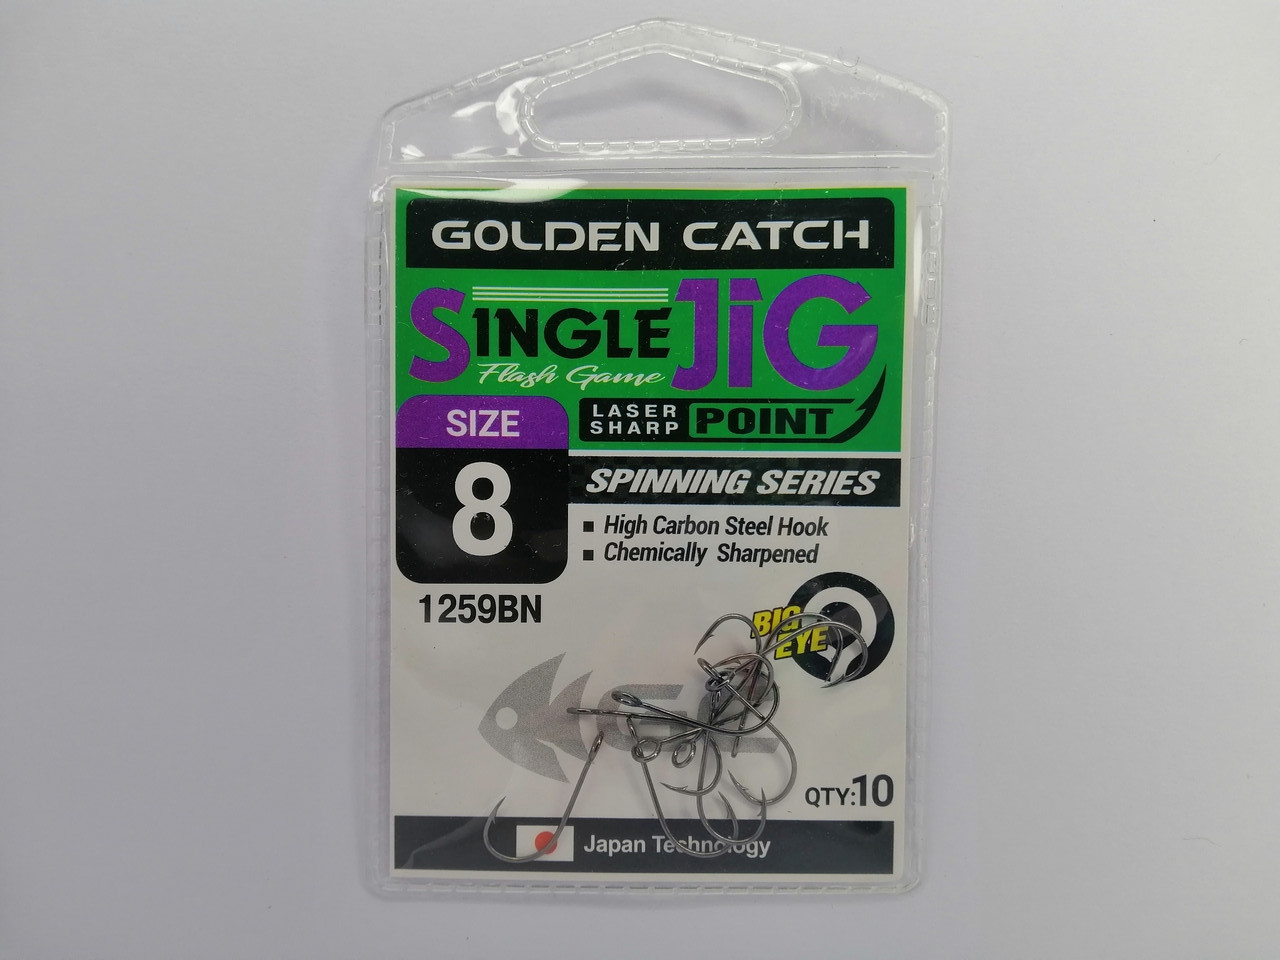 GOLDEN CATCH
SINGLE JiG
Flash Game
LASER SHARP POINT
SIZE
8
1259BN
SPINNING SERIES
High Carbon Steel Hook
Chemically Sharpened
BIG
EYE
GC
QTY:10
Japan Technology